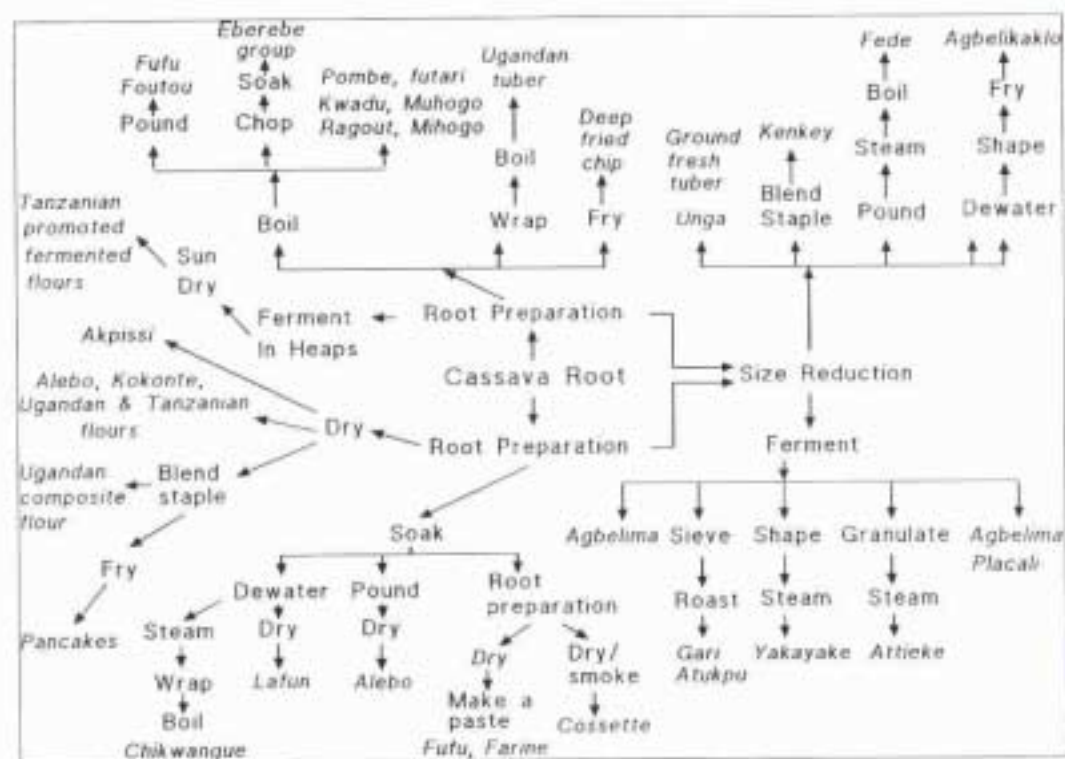 Eberebe
group
Fufu
Foutou
Soak
Pound
Chop
Pombe, futari
Kwadu, Muhogo
Ragout, Mihogo
Ugandan
tuber
Boil
Wrap
Deep
fried
chip
Fry
Boil
Ground
fresh
tuber
Unga
Kenkey
Blend
Staple
Fede
Boil
Steam
Pound
Agbelikaklo
Fry
Shape
Dewater
Tanzanian
promoted
fermented
flours
Sun
Dry
Ferment
In Heaps
Root Preparation
Cassava Root
Size Reduction
Akpissi
Alebo, Kokonte,
Ugandan & Tanzanian
flours
Dry
Root Preparation
Ferment
Ugandan
composite
flour
Blend
staple
Fry
Pancakes
Soak
Dewater
Steam
Wrap
Boil
Chikwangue
Dry
Lafun
Pound
Dry
Alebo
Root
preparation
Dry
Make a
paste
Fufu, Farine
Dry/
smoke
Cossette
Agbelima
Sieve
Roast
Gari
Atukpu
Shape
Steam
Yakayake
Granulate
Steam
Attieke
Agbelima
Placali